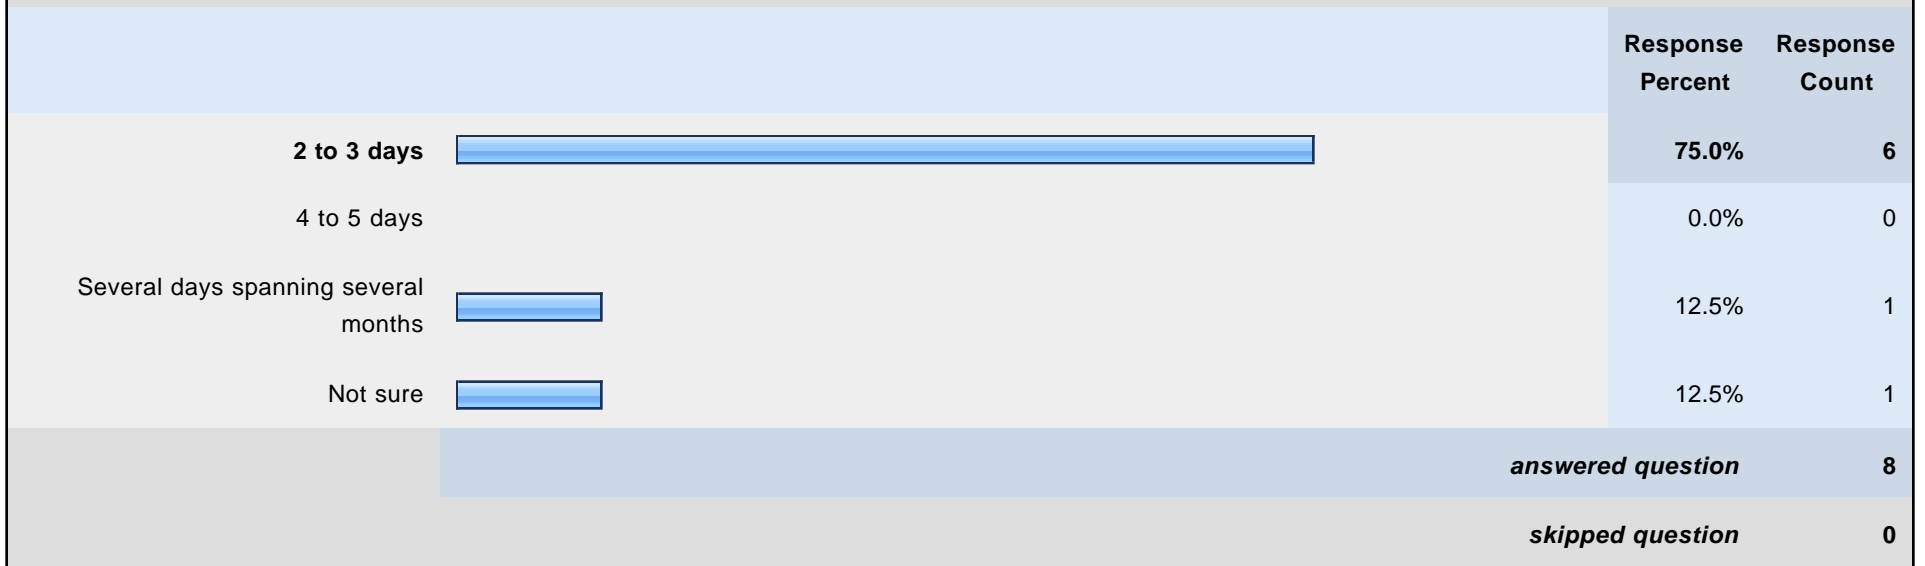 Response Percent
Response Count
2 to 3 days 75.0% 6
4 to 5 days 0.0% 0
Several days spanning several
months 12.5% 1
Not sure 12.5% 1
answered question 8
skipped question 0